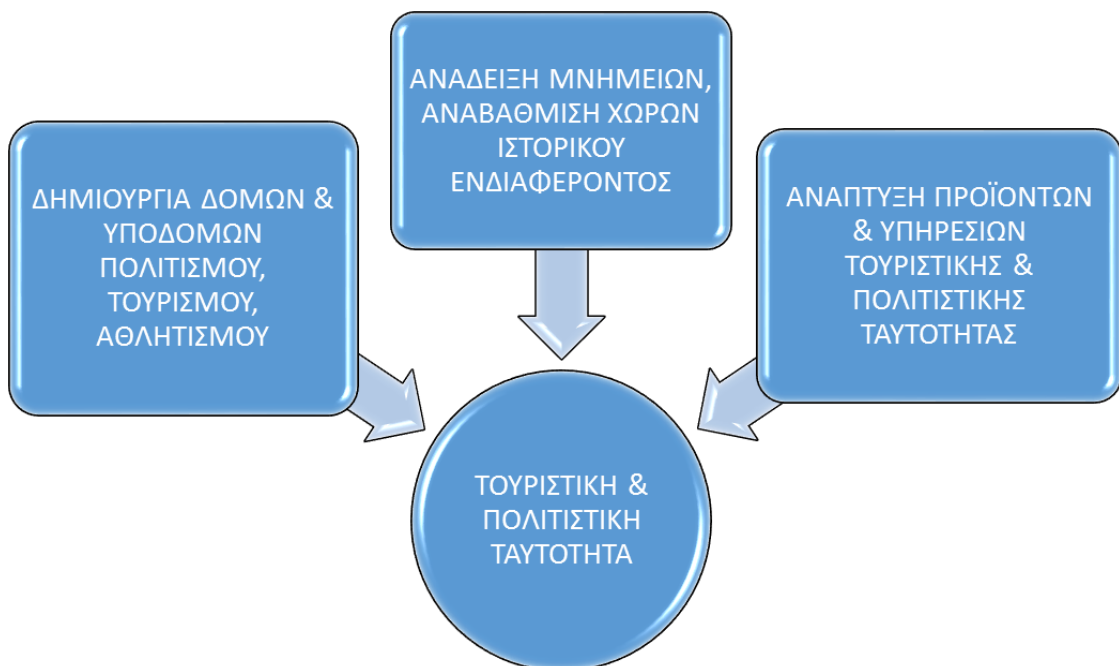 ΔΗΜΙΟΥΡΓΙΑ ΔΟΜΩΝ &
ΥΠΟΔΟΜΩΝ
ΠΟΛΙΤΙΣΜΟΥ,
ΤΟΥΡΙΣΜΟΥ,
ΑΘΛΗΤΙΣΜΟΥ
ΑΝΑΔΕΙΞΗ ΜΝΗΜΕΙΩΝ,
ΑΝΑΒΑΘΜΙΣΗ ΧΩΡΩΝ
ΙΣΤΟΡΙΚΟΥ
ΕΝΔΙΑΦΕΡΟΝΤΟΣ
ΑΝΑΠΤΥΞΗ ΠΡΟΪΟΝΤΩΝ
& ΥΠΗΡΕΣΙΩΝ
ΤΟΥΡΙΣΤΙΚΗΣ &
ΠΟΛΙΤΙΣΤΙΚΗΣ
ΤΑΥΤΟΤΗΤΑΣ
ΤΟΥΡΙΣΤΙΚΗ &
ΠΟΛΙΤΙΣΤΙΚΗ
ΤΑΥΤΟΤΗΤΑ